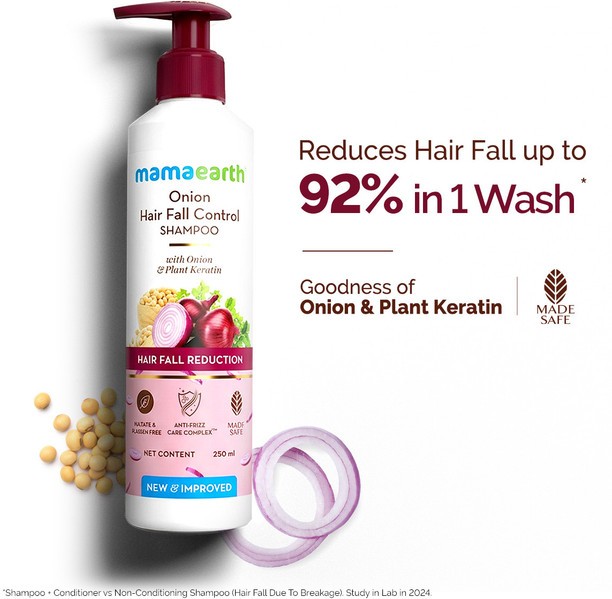 mamaearth
Onion
Hair Fall Control
SHAMPOO
with Onion
& Plant Keratin
HAIR FALL REDUCTION
FREE
ANTI-FRIZZ
CARE COMPLEX™
MADE
SAFE
NET CONTENT 250 ml
NEW & IMPROVED
Reduces Hair Fall up to
92% in 1 Wash*
Goodness of
Onion & Plant Keratin
MADE
SAFE
*Shampoo + Conditioner vs Non-Conditioning Shampoo (Hair Fall Due To Breakage). Study in Lab in 2024.